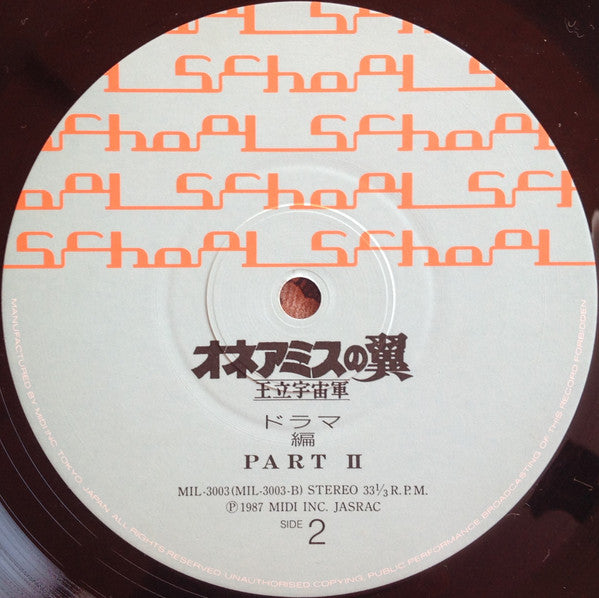 School School
School School
School School School
School School School
School School
オネアミスの翼
王立宇宙軍
ドラマ
編
PART II
MIL-3003(MIL-3003-B) STEREO 33⅓ R.P.M.
Ⓟ1987 MIDI INC. JASRAC
SIDE 2
MANUFACTURED BY MIDI INC. TOKYO, JAPAN. ALL RIGHTS RESERVED. UNAUTHORISED COPYING, PUBLIC PERFORMANCE, BROADCASTING OF THIS RECORD FORBIDDEN